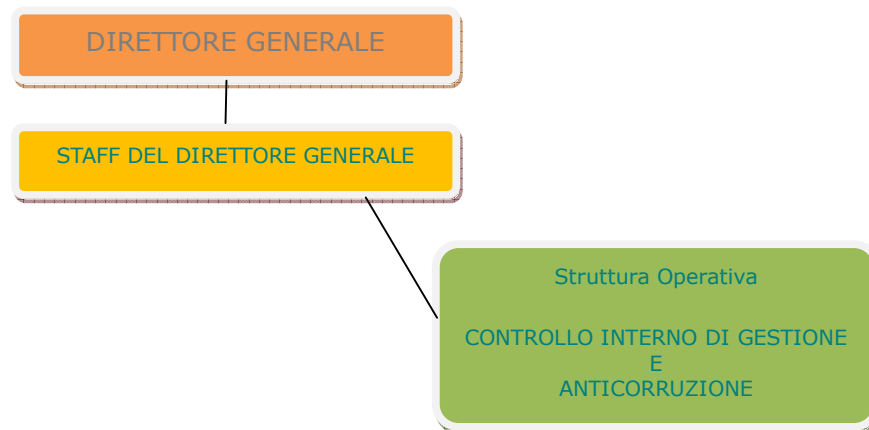 DIRETTORE GENERALE
STAFF DEL DIRETTORE GENERALE
Struttura Operativa
CONTROLLO INTERNO DI GESTIONE
E
ANTICORRUZIONE